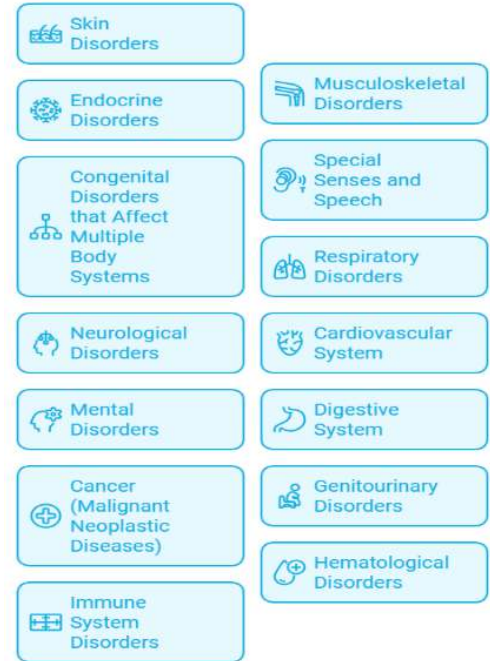 Skin
Disorders
Endocrine
Disorders
Congenital
Disorders
that Affect
Multiple
Body
Systems
Neurological
Disorders
Mental
Disorders
Cancer
(Malignant
Neoplastic
Diseases)
Immune
System
Disorders
Musculoskeletal
Disorders
Special
Senses and
Speech
Respiratory
Disorders
Cardiovascular
System
Digestive
System
Genitourinary
Disorders
Hematological
Disorders